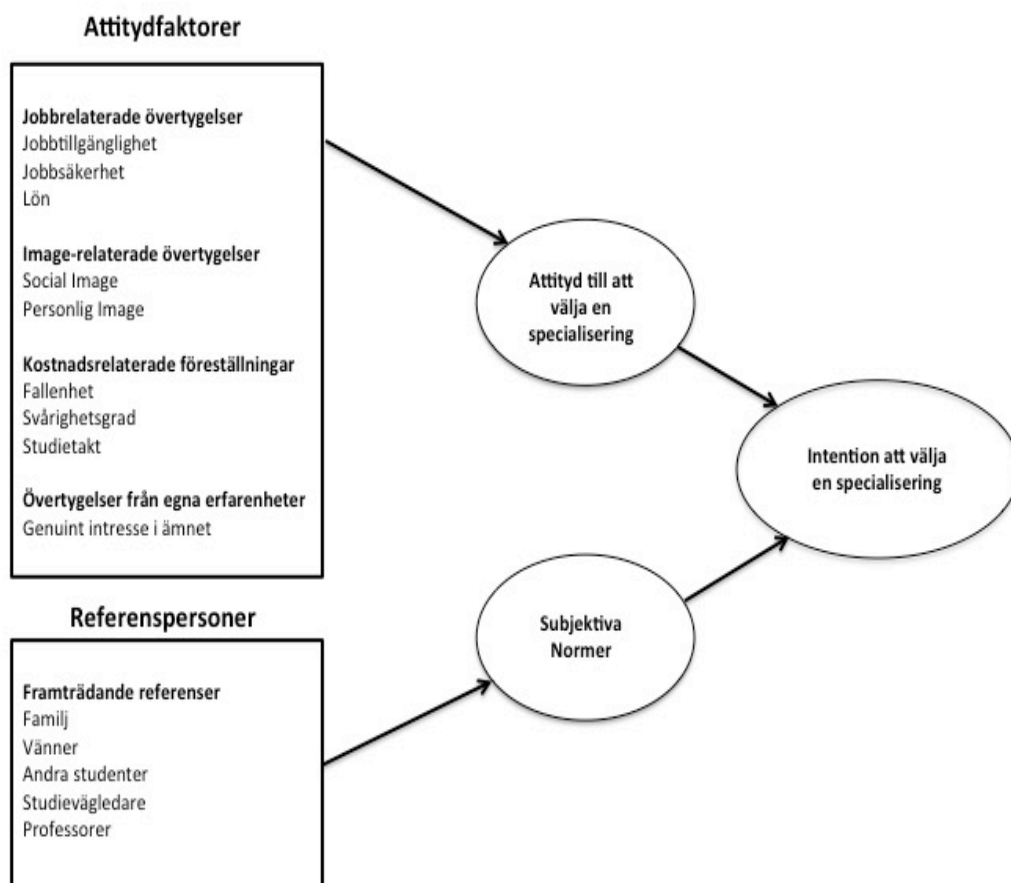 Attitydfaktorer
Jobbrelaterade övertygelser
Jobbtillgänglighet
Jobbsäkerhet
Lön
Image-relaterade övertygelser
Social Image
Personlig Image
Kostnadsrelaterade föreställningar
Fallenhet
Svårighetsgrad
Studietakt
Övertygelser från egna erfarenheter
Genuint intresse i ämnet
Referenspersoner
Framträdande referenser
Familj
Vänner
Andra studenter
Studievägledare
Professorer
Attityd till att
välja en
specialisering
Subjektiva
Normer
Intention att välja
en specialisering